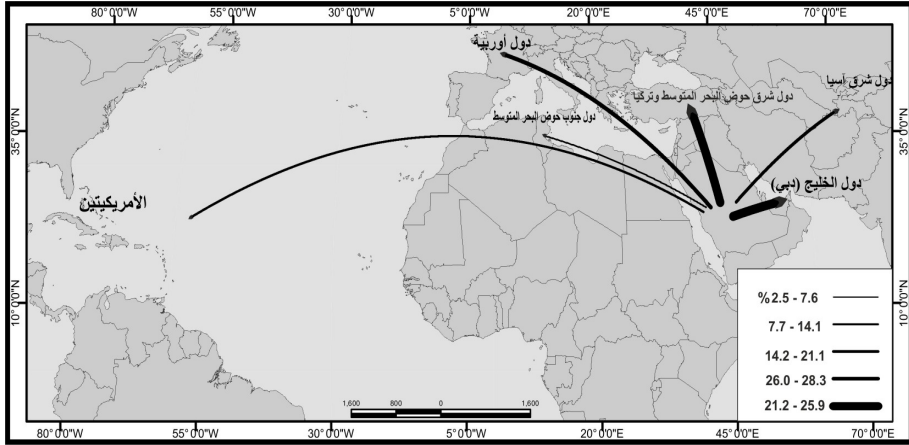 80°0'0"W 55°0'0"W 30°0'0"W 5°0'0"W 20°0'0"E 45°0'0"E 70°0'0"E
دول أوربية
دول شرق أسيا
دول شرق حوض البحر المتوسط وتركيا
دول جنوب حوض البحر المتوسط
35°0'0"N
35°0'0"N
دول الخليج (دبي)
الأمريكيتين
10°0'0"N
10°0'0"N
%2.5 - 7.6
7.7 - 14.1
14.2 - 21.1
26.0 - 28.3
21.2 - 25.9
1,600 800 0 1,600
80°0'0"W 55°0'0"W 30°0'0"W 5°0'0"W 20°0'0"E 45°0'0"E 70°0'0"E